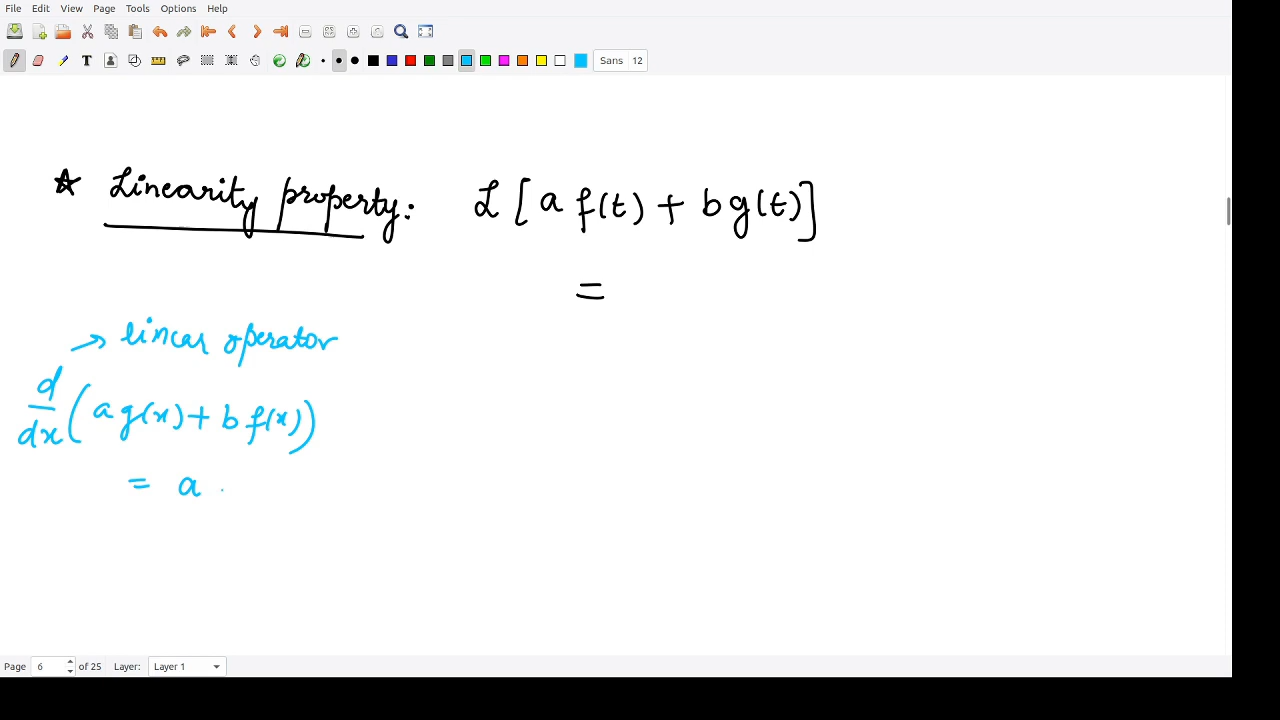 File Edit View Page Tools Options Help
T Sans 12
☆ Linearity property: ℒ[a f(t) + b g(t)]
=
→ linear operator
d/dx (a g(x) + b f(x))
= a
Page 6 of 25 Layer: Layer 1